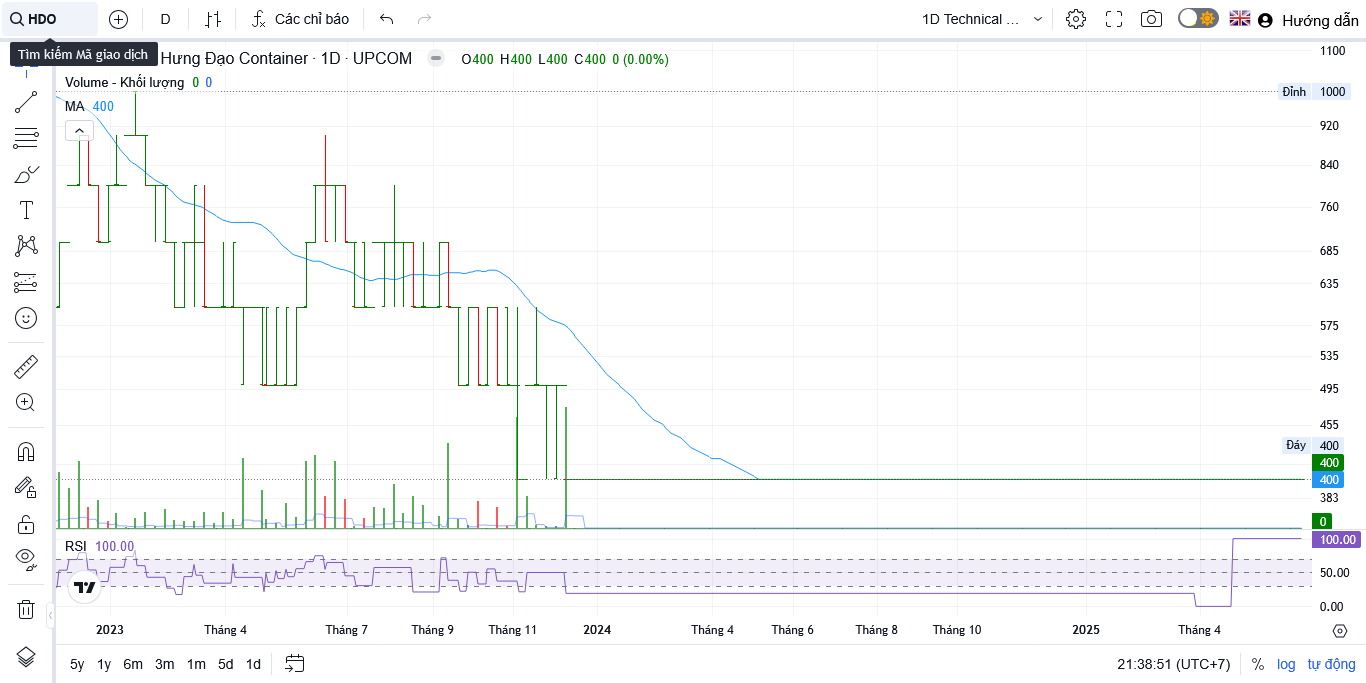 HDO D Các chỉ báo 1D Technical ... Hướng dẫn
Tìm kiếm Mã giao dịch
Hưng Đạo Container · 1D · UPCOM O400 H400 L400 C400 0 (0.00%)
Volume - Khối lượng 0 0
MA 400
1100
Đỉnh 1000
920
840
760
685
635
575
535
495
455
Đáy 400
400
400
383
0
RSI 100.00
100.00
50.00
0.00
2023 Tháng 4 Tháng 7 Tháng 9 Tháng 11 2024 Tháng 4 Tháng 6 Tháng 8 Tháng 10 2025 Tháng 4
5y 1y 6m 3m 1m 5d 1d 21:38:51 (UTC+7) % log tự động